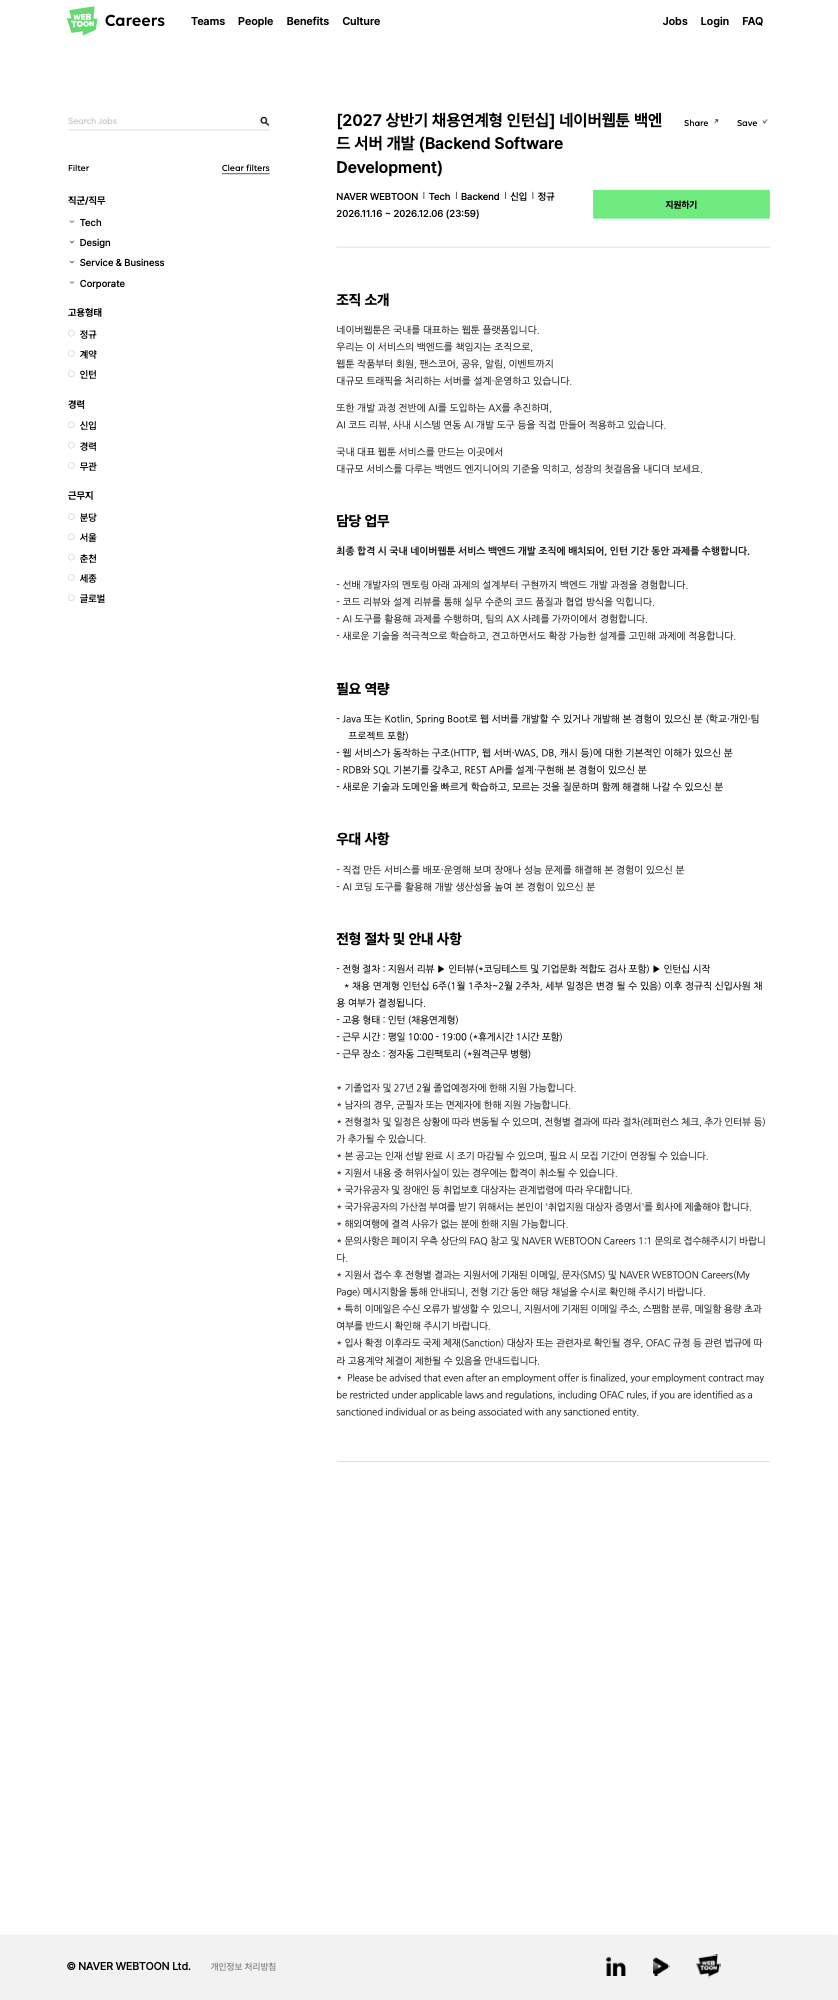 WEB TOON Careers Teams People Benefits Culture Jobs Login FAQ
Search Jobs
Filter Clear filters
직군/직무
Tech
Design
Service & Business
Corporate
고용형태
정규
계약
인턴
경력
신입
경력
무관
근무지
분당
서울
춘천
세종
글로벌
[2027 상반기 채용연계형 인턴십] 네이버웹툰 백엔
드 서버 개발 (Backend Software
Development)
Share Save
NAVER WEBTOON | Tech | Backend | 신입 | 정규
2026.11.16 ~ 2026.12.06 (23:59)
지원하기
조직 소개
네이버웹툰은 국내를 대표하는 웹툰 플랫폼입니다.
우리는 이 서비스의 백엔드를 책임지는 조직으로,
웹툰 작품부터 회원, 팬스코어, 공유, 알림, 이벤트까지
대규모 트래픽을 처리하는 서버를 설계·운영하고 있습니다.
또한 개발 과정 전반에 AI를 도입하는 AX를 추진하며,
AI 코드 리뷰, 사내 시스템 연동 AI 개발 도구 등을 직접 만들어 적용하고 있습니다.
국내 대표 웹툰 서비스를 만드는 이곳에서
대규모 서비스를 다루는 백엔드 엔지니어의 기준을 익히고, 성장의 첫걸음을 내디뎌 보세요.
담당 업무
최종 합격 시 국내 네이버웹툰 서비스 백엔드 개발 조직에 배치되어, 인턴 기간 동안 과제를 수행합니다.
- 선배 개발자의 멘토링 아래 과제의 설계부터 구현까지 백엔드 개발 과정을 경험합니다.
- 코드 리뷰와 설계 리뷰를 통해 실무 수준의 코드 품질과 협업 방식을 익힙니다.
- AI 도구를 활용해 과제를 수행하며, 팀의 AX 사례를 가까이에서 경험합니다.
- 새로운 기술을 적극적으로 학습하고, 견고하면서도 확장 가능한 설계를 고민해 과제에 적용합니다.
필요 역량
- Java 또는 Kotlin, Spring Boot로 웹 서버를 개발할 수 있거나 개발해 본 경험이 있으신 분 (학교·개인·팀
프로젝트 포함)
- 웹 서비스가 동작하는 구조(HTTP, 웹 서버·WAS, DB, 캐시 등)에 대한 기본적인 이해가 있으신 분
- RDB와 SQL 기본기를 갖추고, REST API를 설계·구현해 본 경험이 있으신 분
- 새로운 기술과 도메인을 빠르게 학습하고, 모르는 것을 질문하며 함께 해결해 나갈 수 있으신 분
우대 사항
- 직접 만든 서비스를 배포·운영해 보며 장애나 성능 문제를 해결해 본 경험이 있으신 분
- AI 코딩 도구를 활용해 개발 생산성을 높여 본 경험이 있으신 분
전형 절차 및 안내 사항
- 전형 절차 : 지원서 리뷰 ▶ 인터뷰(*코딩테스트 및 기업문화 적합도 검사 포함) ▶ 인턴십 시작
* 채용 연계형 인턴십 6주(1월 1주차~2월 2주차, 세부 일정은 변경 될 수 있음) 이후 정규직 신입사원 채
용 여부가 결정됩니다.
- 고용 형태 : 인턴 (채용연계형)
- 근무 시간 : 평일 10:00 - 19:00 (*휴게시간 1시간 포함)
- 근무 장소 : 정자동 그린팩토리 (*원격근무 병행)
* 기졸업자 및 27년 2월 졸업예정자에 한해 지원 가능합니다.
* 남자의 경우, 군필자 또는 면제자에 한해 지원 가능합니다.
* 전형절차 및 일정은 상황에 따라 변동될 수 있으며, 전형별 결과에 따라 절차(레퍼런스 체크, 추가 인터뷰 등)
가 추가될 수 있습니다.
* 본 공고는 인재 선발 완료 시 조기 마감될 수 있으며, 필요 시 모집 기간이 연장될 수 있습니다.
* 지원서 내용 중 허위사실이 있는 경우에는 합격이 취소될 수 있습니다.
* 국가유공자 및 장애인 등 취업보호 대상자는 관계법령에 따라 우대합니다.
* 국가유공자의 가산점 부여를 받기 위해서는 본인이 '취업지원 대상자 증명서'를 회사에 제출해야 합니다.
* 해외여행에 결격 사유가 없는 분에 한해 지원 가능합니다.
* 문의사항은 페이지 우측 상단의 FAQ 참고 및 NAVER WEBTOON Careers 1:1 문의로 접수해주시기 바랍니
다.
* 지원서 접수 후 전형별 결과는 지원서에 기재된 이메일, 문자(SMS) 및 NAVER WEBTOON Careers(My
Page) 메시지함을 통해 안내되니, 전형 기간 동안 해당 채널을 수시로 확인해 주시기 바랍니다.
* 특히 이메일은 수신 오류가 발생할 수 있으니, 지원서에 기재된 이메일 주소, 스팸함 분류, 메일함 용량 초과
여부를 반드시 확인해 주시기 바랍니다.
* 입사 확정 이후라도 국제 제재(Sanction) 대상자 또는 관련자로 확인될 경우, OFAC 규정 등 관련 법규에 따
라 고용계약 체결이 제한될 수 있음을 안내드립니다.
* Please be advised that even after an employment offer is finalized, your employment contract may
be restricted under applicable laws and regulations, including OFAC rules, if you are identified as a
sanctioned individual or as being associated with any sanctioned entity.
© NAVER WEBTOON Ltd. 개인정보 처리방침 in WEB TOON